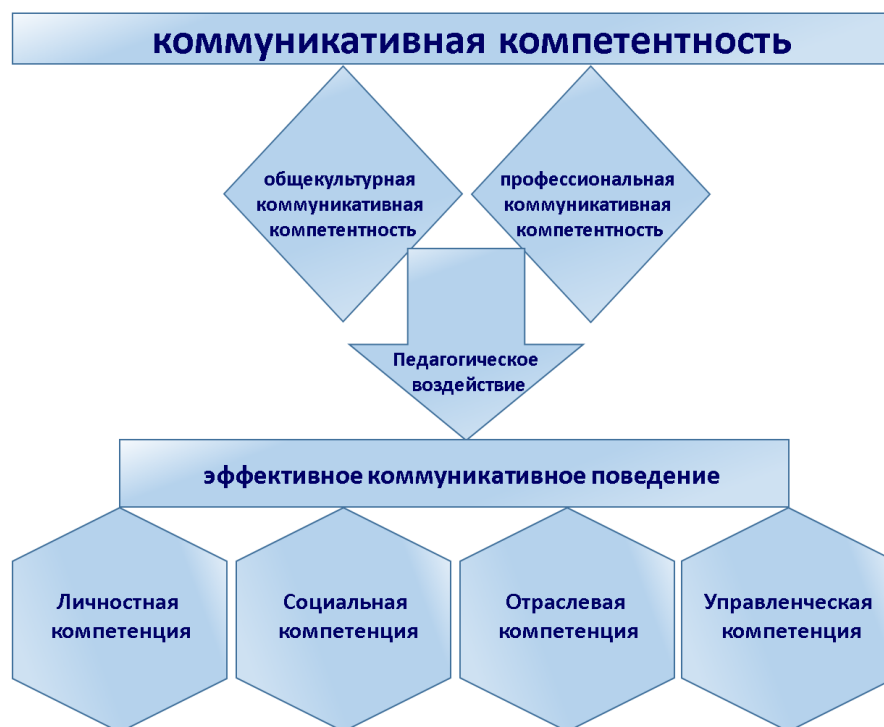 коммуникативная компетентность
общекультурная
коммуникативная
компетентность
профессиональная
коммуникативная
компетентность
Педагогическое
воздействие
эффективное коммуникативное поведение
Личностная
компетенция
Социальная
компетенция
Отраслевая
компетенция
Управленческая
компетенция